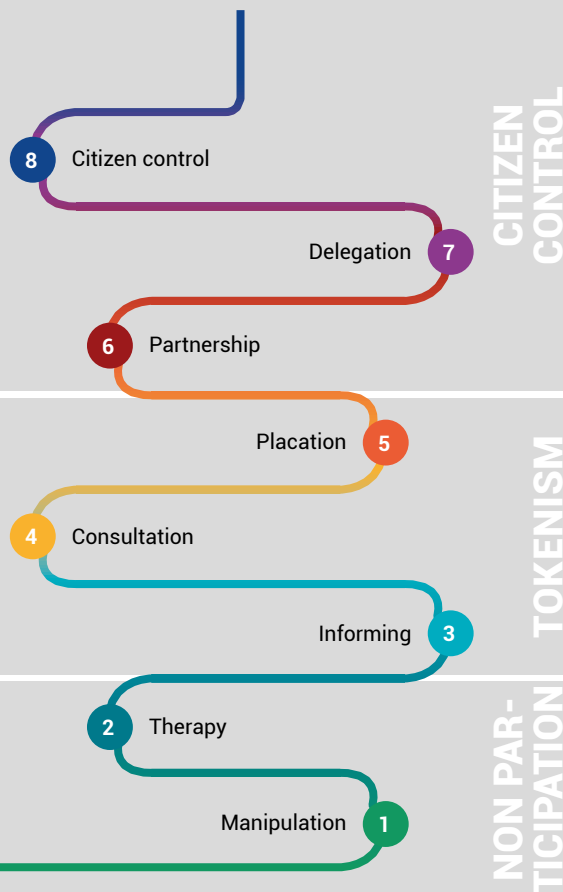 CITIZEN
CONTROL
8 Citizen control
Delegation 7
6 Partnership
TOKENISM
Placation 5
4 Consultation
Informing 3
NON PAR-
TICIPATION
2 Therapy
Manipulation 1